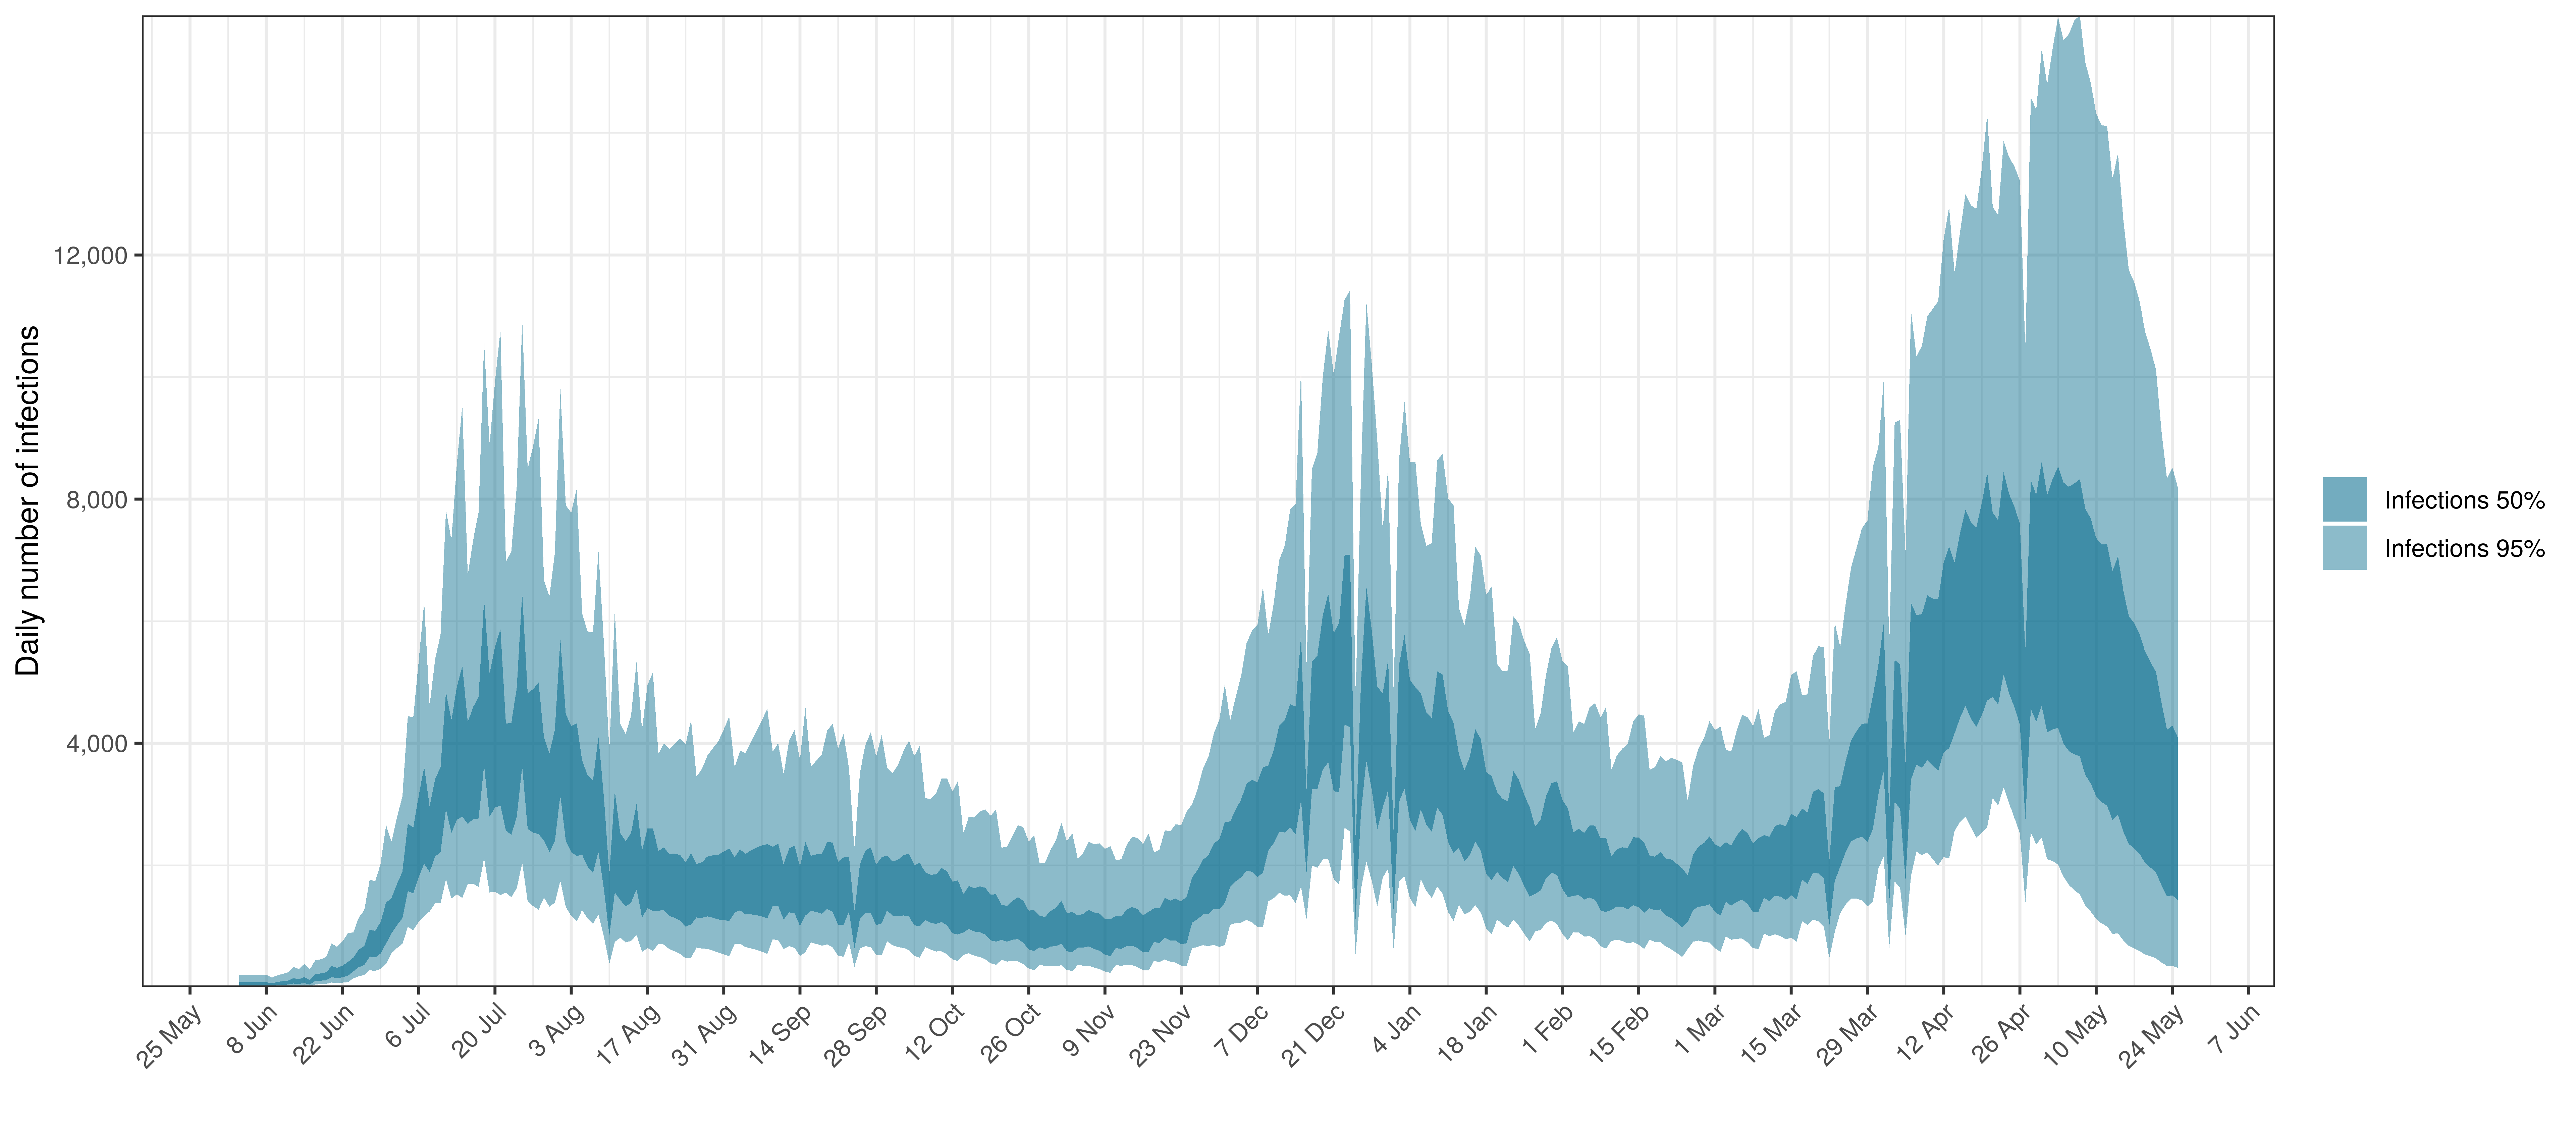 Daily number of infections
12,000
8,000
4,000
25 May
8 Jun
22 Jun
6 Jul
20 Jul
3 Aug
17 Aug
31 Aug
14 Sep
28 Sep
12 Oct
26 Oct
9 Nov
23 Nov
7 Dec
21 Dec
4 Jan
18 Jan
1 Feb
15 Feb
1 Mar
15 Mar
29 Mar
12 Apr
26 Apr
10 May
24 May
7 Jun
Infections 50%
Infections 95%